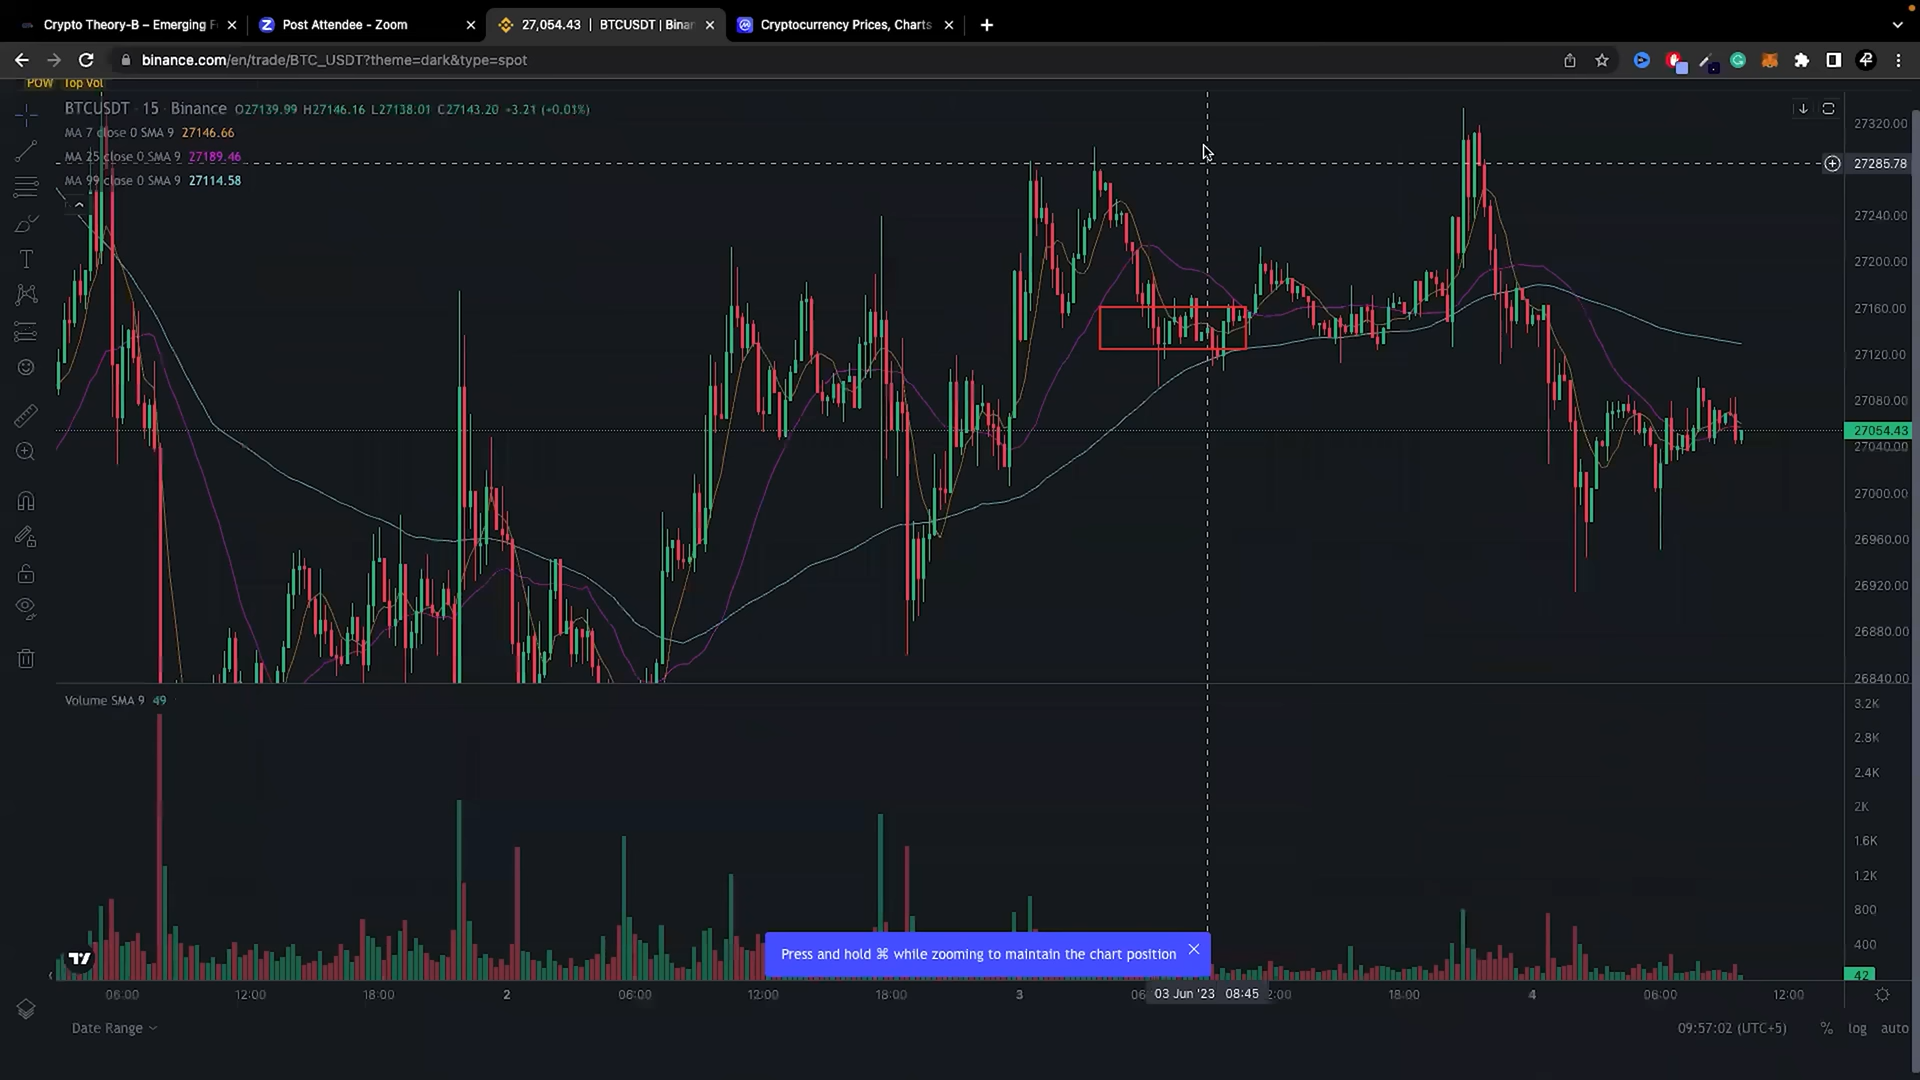 Crypto Theory-B – Emerging F
Post Attendee - Zoom
27,054.43 | BTCUSDT | Binan
Cryptocurrency Prices, Charts
binance.com/en/trade/BTC_USDT?theme=dark&type=spot
POW Top Vol
BTCUSDT · 15 · Binance O27139.99 H27146.16 L27138.01 C27143.20 +3.21 (+0.01%)
MA 7 close 0 SMA 9 27146.66
MA 25 close 0 SMA 9 27189.46
MA 99 close 0 SMA 9 27114.58
27320.00
27285.78
27240.00
27200.00
27160.00
27120.00
27080.00
27054.43
27040.00
27000.00
26960.00
26920.00
26880.00
26840.00
Volume SMA 9 49
3.2K
2.8K
2.4K
2K
1.6K
1.2K
800
400
42
Press and hold ⌘ while zooming to maintain the chart position
06:00 12:00 18:00 2 06:00 12:00 18:00 3 03 Jun '23 08:45 18:00 4 06:00 12:00
Date Range
09:57:02 (UTC+5) % log auto